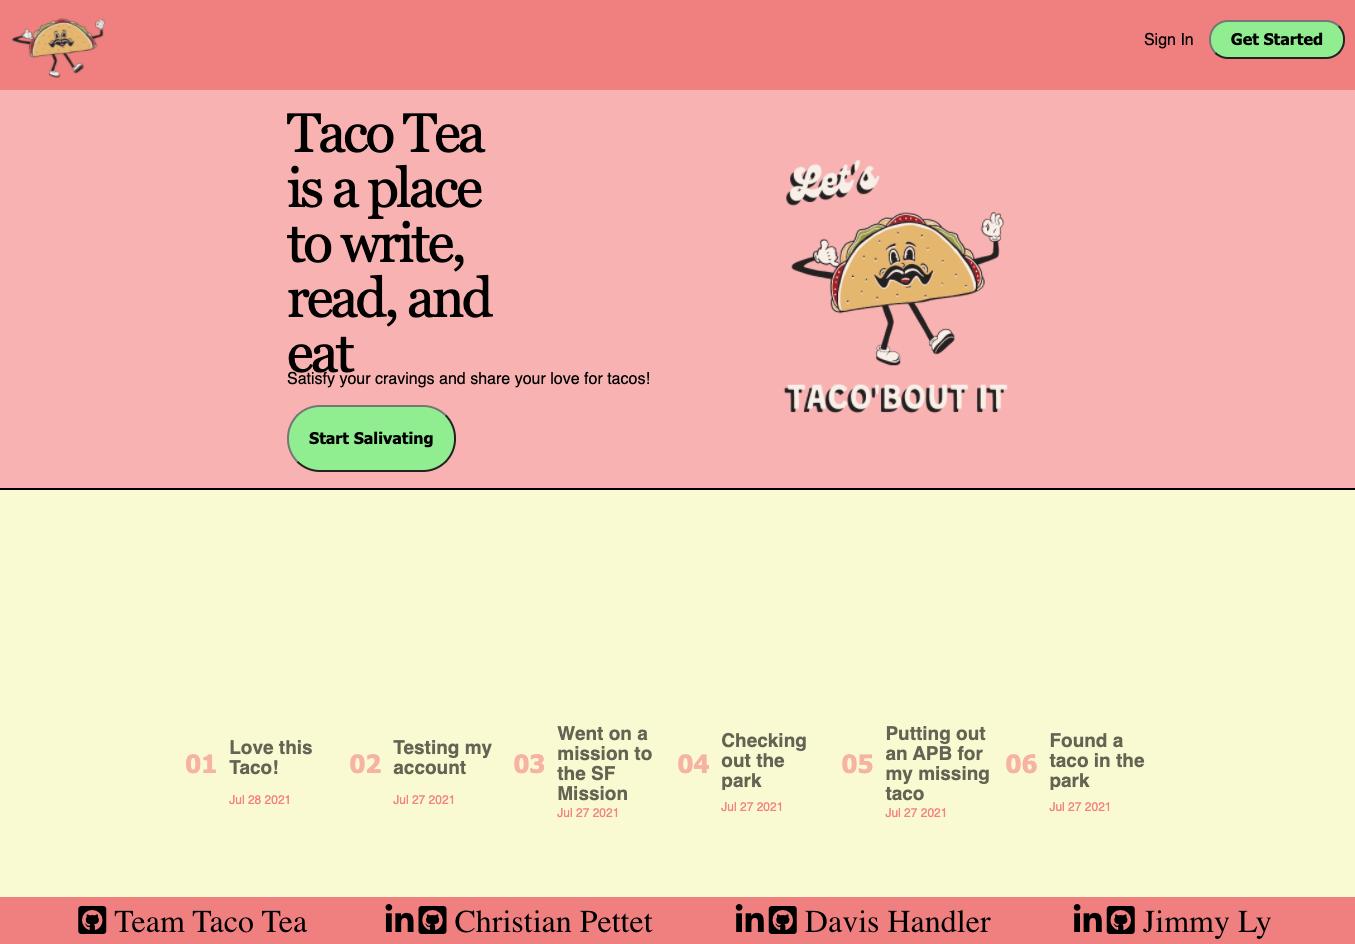 Sign In
Get Started
Taco Tea
is a place
to write,
read, and
eat
Satisfy your cravings and share your love for tacos!
Start Salivating
Let's
TACO'BOUT IT
01
Love this
Taco!
Jul 28 2021
02
Testing my
account
Jul 27 2021
03
Went on a
mission to
the SF
Mission
Jul 27 2021
04
Checking
out the
park
Jul 27 2021
05
Putting out
an APB for
my missing
taco
Jul 27 2021
06
Found a
taco in the
park
Jul 27 2021
Team Taco Tea
in Christian Pettet
in Davis Handler
in Jimmy Ly